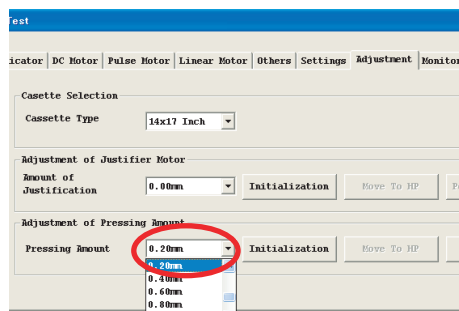 Test
icator DC Motor Pulse Motor Linear Motor Others Settings Adjustment Monitor
Casette Selection
Cassette Type 14x17 Inch
Adjustment of Justifier Motor
Amount of
Justification 0.00mm Initialization Move To HP P
Adjustment of Pressing Amount
Pressing Amount 0.20mm Initialization Move To HP
0.20mm
0.40mm
0.60mm
0.80mm